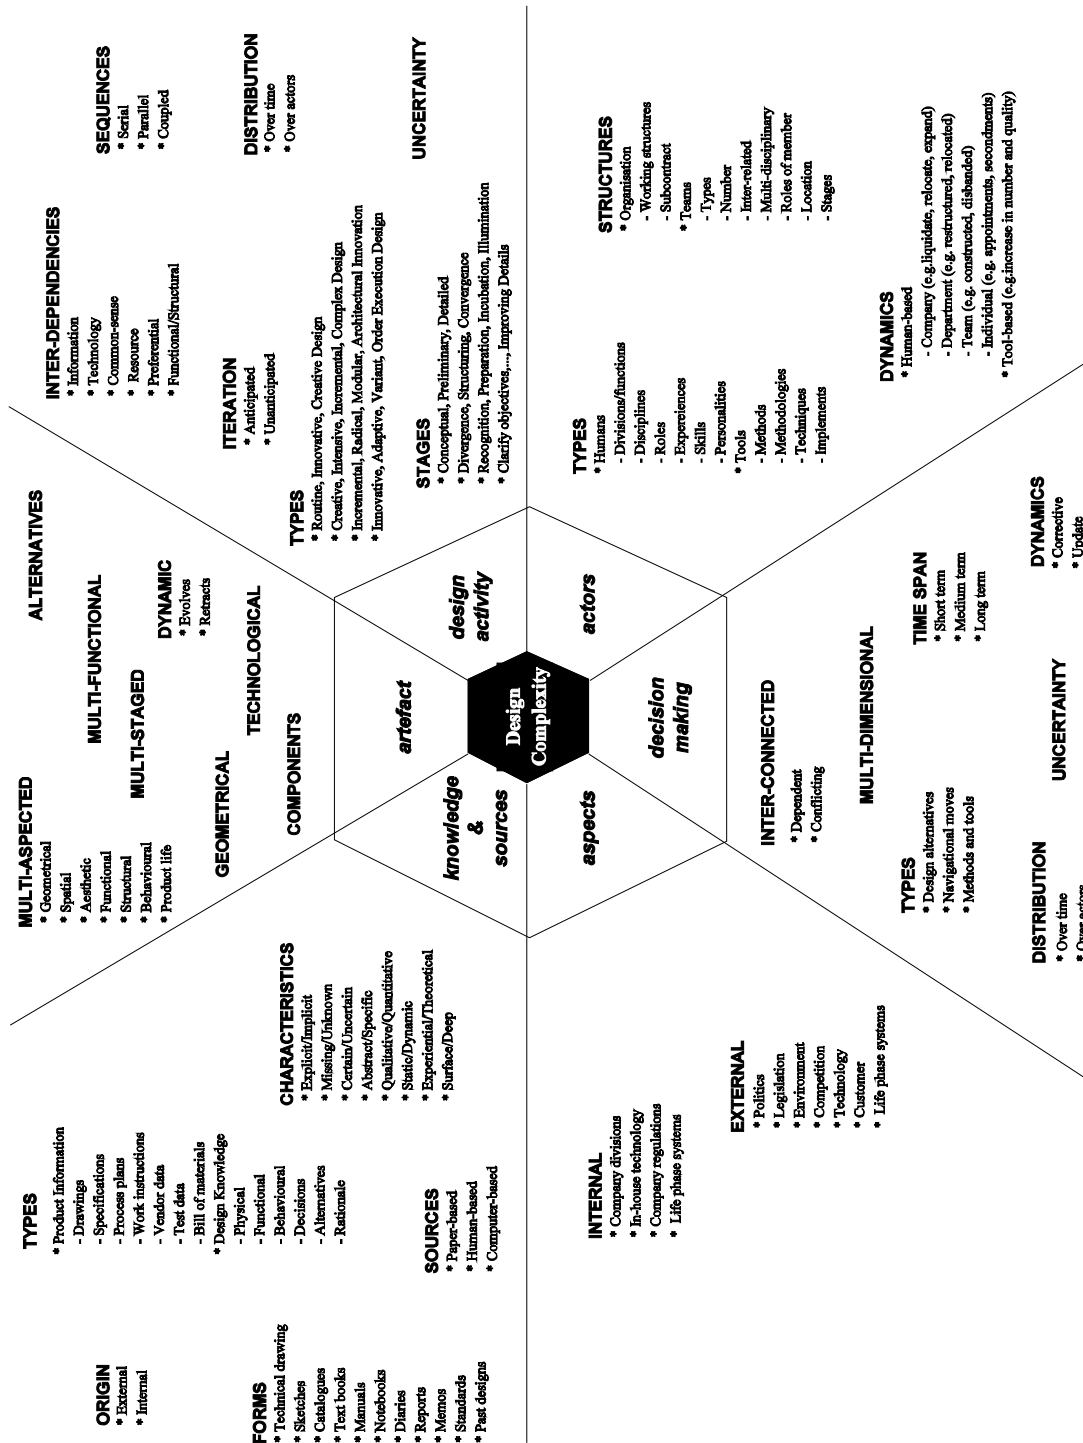 ORIGIN
* External
* Internal
FORMS
* Technical drawing
* Sketches
* Catalogues
* Text books
* Manuals
* Notebooks
* Diaries
* Reports
* Memos
* Standards
* Past designs
TYPES
* Product Information
- Drawings
- Specifications
- Process plans
- Work instructions
- Vendor data
- Test data
- Bill of materials
* Design Knowledge
- Physical
- Functional
- Behavioural
- Decisions
- Alternatives
- Rationale
SOURCES
* Paper-based
* Human-based
* Computer-based
CHARACTERISTICS
* Explicit/Implicit
* Missing/Unknown
* Certain/Uncertain
* Abstract/Specific
* Qualitative/Quantitative
* Static/Dynamic
* Experiential/Theoretical
* Surface/Deep
knowledge
&
sources
MULTI-ASPECTED
* Geometrical
* Spatial
* Aesthetic
* Functional
* Structural
* Behavioural
* Product life
MULTI-FUNCTIONAL
ALTERNATIVES
MULTI-STAGED
DYNAMIC
* Evolves
* Retracts
GEOMETRICAL
TECHNOLOGICAL
COMPONENTS
artefact
INTER-DEPENDENCIES
* Information
* Technology
* Common-sense
* Resource
* Preferential
* Functional/Structural
SEQUENCES
* Serial
* Parallel
* Coupled
ITERATION
* Anticipated
* Unanticipated
DISTRIBUTION
* Over time
* Over actors
TYPES
* Routine, Innovative, Creative Design
* Creative, Intensive, Incremental, Complex Design
* Incremental, Radical, Modular, Architectural Innovation
* Innovative, Adaptive, Variant, Order Execution Design
STAGES
* Conceptual, Preliminary, Detailed
* Divergence, Structuring, Convergence
* Recognition, Preparation, Incubation, Illumination
* Clarify objectives,..., Improving Details
UNCERTAINTY
design
activity
Design
Complexity
INTERNAL
* Company divisions
* In-house technology
* Company regulations
* Life phase systems
EXTERNAL
* Politics
* Legislation
* Environment
* Competition
* Technology
* Customer
* Life phase systems
aspects
decision
making
INTER-CONNECTED
* Dependent
* Conflicting
MULTI-DIMENSIONAL
TYPES
* Design alternatives
* Navigational moves
* Methods and tools
TIME SPAN
* Short term
* Medium term
* Long term
DISTRIBUTION
* Over time
* Over actors
UNCERTAINTY
DYNAMICS
* Corrective
* Update
actors
TYPES
* Humans
- Divisions/functions
- Disciplines
- Roles
- Expereiences
- Skills
- Personalities
* Tools
- Methods
- Methodologies
- Techniques
- Implements
STRUCTURES
* Organisation
- Working structures
- Subcontract
* Teams
- Types
- Number
- Inter-related
- Multi-disciplinary
- Roles of member
- Location
- Stages
DYNAMICS
* Human-based
- Company (e.g.liquidate, relocate, expand)
- Department (e.g. restructured, relocated)
- Team (e.g. constructed, disbanded)
- Individual (e.g. appointments, secondments)
* Tool-based (e.g.increase in number and quality)